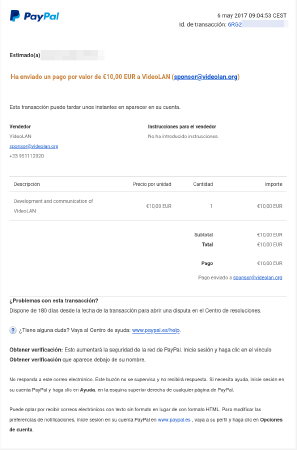 PayPal
6 may 2017 09:04:53 CEST
Id. de transacción: 6RG2
Estimado(a)
Ha enviado un pago por valor de €10,00 EUR a VideoLAN (sponsor@videolan.org)
Esta transacción puede tardar unos instantes en aparecer en su cuenta.
Vendedor
VideoLAN
sponsor@videolan.org
Instrucciones para el vendedor
No ha introducido instrucciones.
Descripción Precio por unidad Cantidad Importe
Development and communication of
VideoLAN
€10,00 EUR 1 €10,00 EUR
Subtotal €10,00 EUR
Total €10,00 EUR
Pago €10,00 EUR
Pago enviado a sponsor@videolan.org
¿Problemas con esta transacción?
Dispone de 180 días desde la fecha de la transacción para abrir una disputa en el Centro de resoluciones.
? ¿Tiene alguna duda? Vaya al Centro de ayuda: www.paypal.es/help.
Obtener verificación: Esto aumentará la seguridad de la red de PayPal. Inicie sesión y haga clic en el vínculo
Obtener verificación que aparece debajo de su nombre.
No responda a este correo electrónico. Este buzón no se supervisa y no recibirá respuesta. Si necesita ayuda, inicie sesión en
su cuenta PayPal y haga clic en Ayuda, en la esquina superior derecha de cualquier página de PayPal.
Puede optar por recibir correos electrónicos con texto sin formato en lugar de con formato HTML. Para modificar las
preferencias de notificaciones, inicie sesión en su cuenta PayPal en www.paypal.es , vaya a su perfil y haga clic en Opciones
de cuenta.